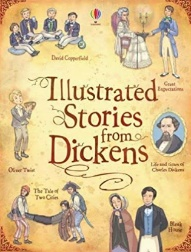 USBORNE
David Copperfield
Great
Expectations
Illustrated
Stories
from
Dickens
Oliver Twist
Life and times of
Charles Dickens
The Tale of
Two Cities
Bleak
House